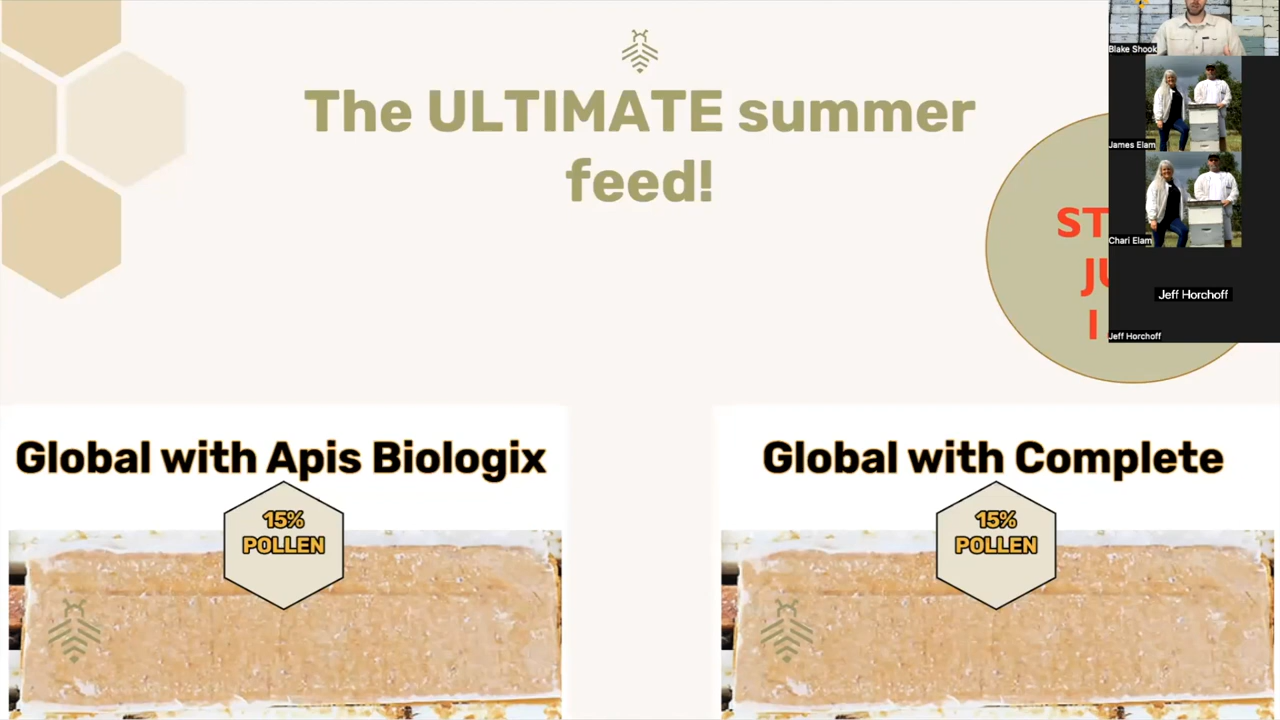 The ULTIMATE summer
feed!
Blake Shook
James Elam
Chari Elam
Jeff Horchoff
Jeff Horchoff
Global with Apis Biologix
15%
POLLEN
Global with Complete
15%
POLLEN